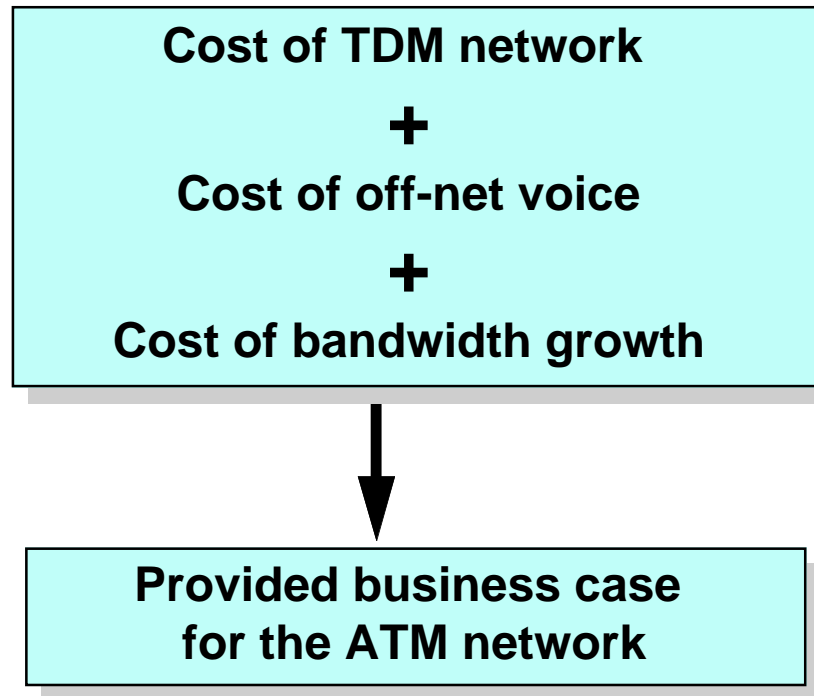 Cost of TDM network
+
Cost of off-net voice
+
Cost of bandwidth growth
Provided business case
for the ATM network